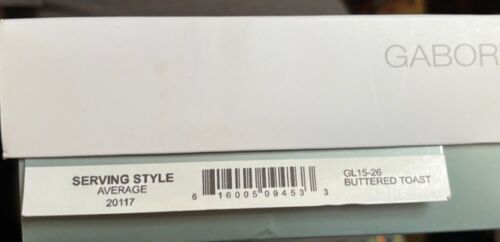 GABOR
SERVING STYLE
AVERAGE
20117
6 16005 09453 3
GL15-26
BUTTERED TOAST